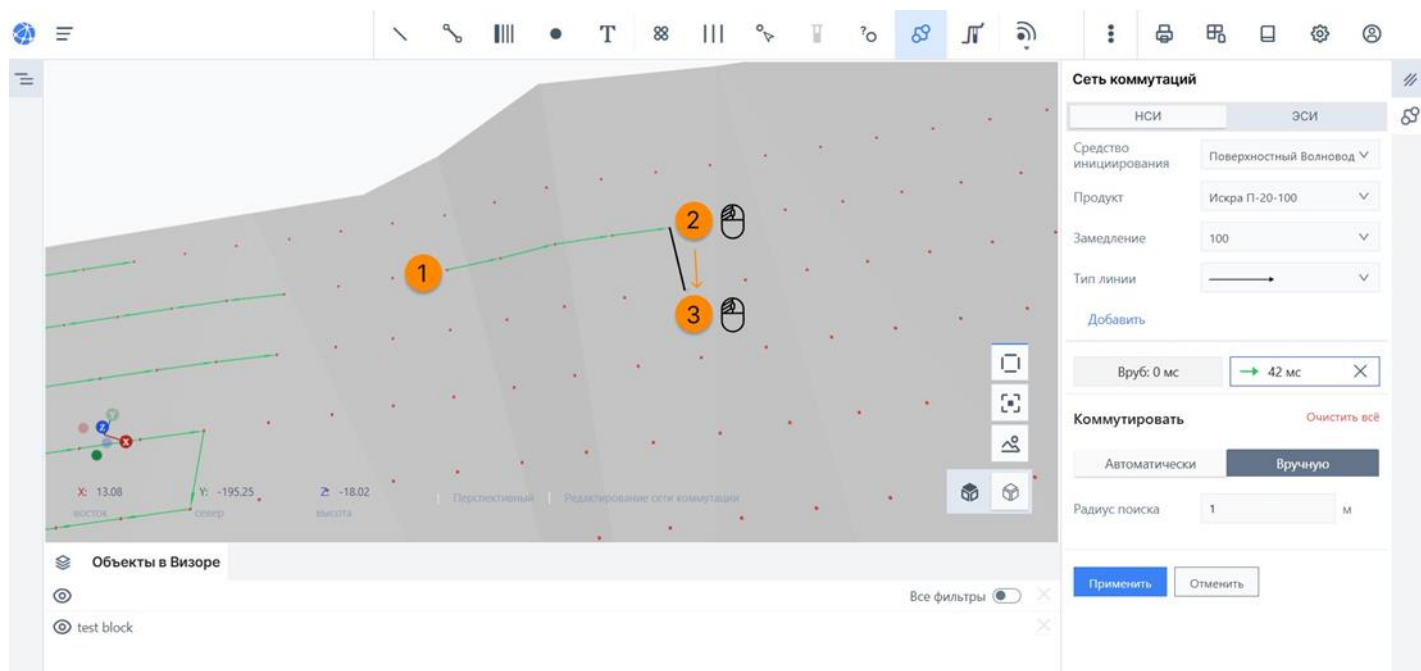 T
?
Сеть коммутаций
НСИ
ЭСИ
Средство
инициирования
Поверхностный Волновод
Продукт
Искра П-20-100
Замедление
100
Тип линии
Добавить
Вруб: 0 мс
42 мс
Коммутировать
Очистить всё
Автоматически
Вручную
Радиус поиска
1
м
Применить
Отменить
1
2
3
Y
Z
X
X: 13.08
восток
Y: -195.25
север
Z: -18.02
высота
Перспективный
Редактирование сети коммутации
Объекты в Визоре
Все фильтры
test block